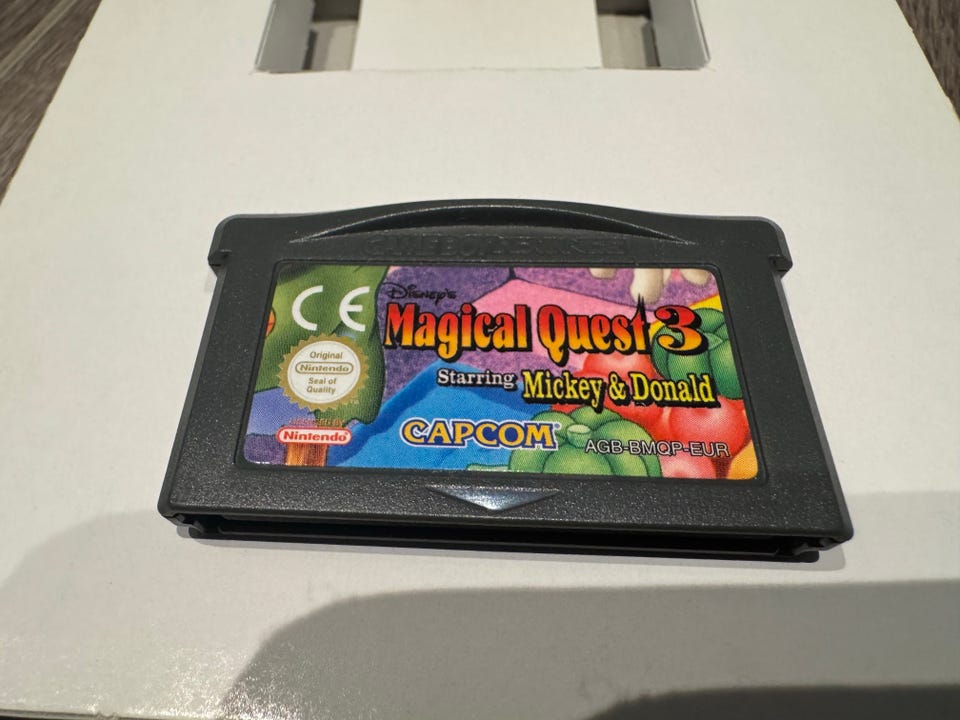 GAME BOY ADVANCE
CE
Disney's
Magical Quest 3
Starring Mickey & Donald
Original
Nintendo
Seal of
Quality
Nintendo
CAPCOM
AGB-BMQP-EUR